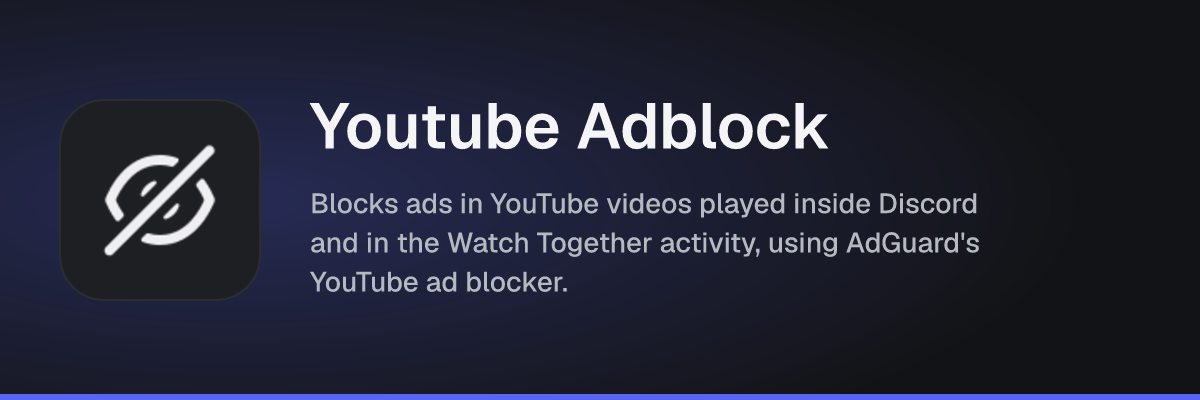 Youtube Adblock
Blocks ads in YouTube videos played inside Discord
and in the Watch Together activity, using AdGuard's
YouTube ad blocker.